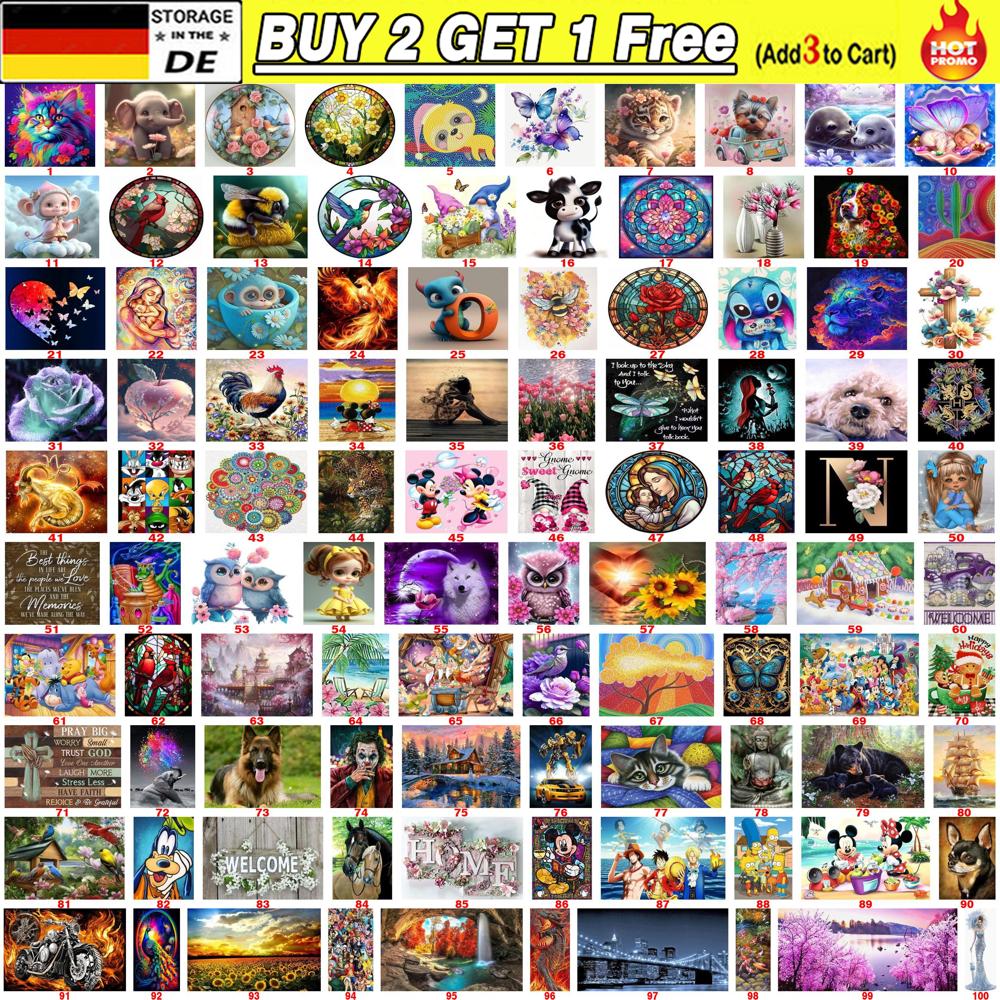 STORAGE
IN THE
DE
BUY 2 GET 1 Free
(Add 3 to Cart)
HOT
PROMO
1 2 3 4 5 6 7 8 9 10
11 12 13 14 15 16 17 18 19 20
21 22 23 24 25 26 27 28 29 30
I look up to the Sky
And I talk
to You...
What I
wouldn't
give to hear You
talk back.
HOGWARTS
H
31 32 33 34 35 36 37 38 39 40
Gnome
Sweet Gnome
N
41 42 43 44 45 46 47 48 49 50
THE
Best things
IN LIFE ARE
the people we Love
THE PLACES WE'VE BEEN
AND THE
Memories
WE'VE MADE ALONG THE WAY
WELCOME
51 52 53 54 55 56 57 58 59 60
Happy
Holidays
61 62 63 64 65 66 67 68 69 70
PRAY BIG
WORRY Small
TRUST GOD
Love One Another
LAUGH MORE
Stress Less
HAVE FAITH
REJOICE & Be Grateful
71 72 73 74 75 76 77 78 79 80
WELCOME
HOME
81 82 83 84 85 86 87 88 89 90
91 92 93 94 95 96 97 98 99 100